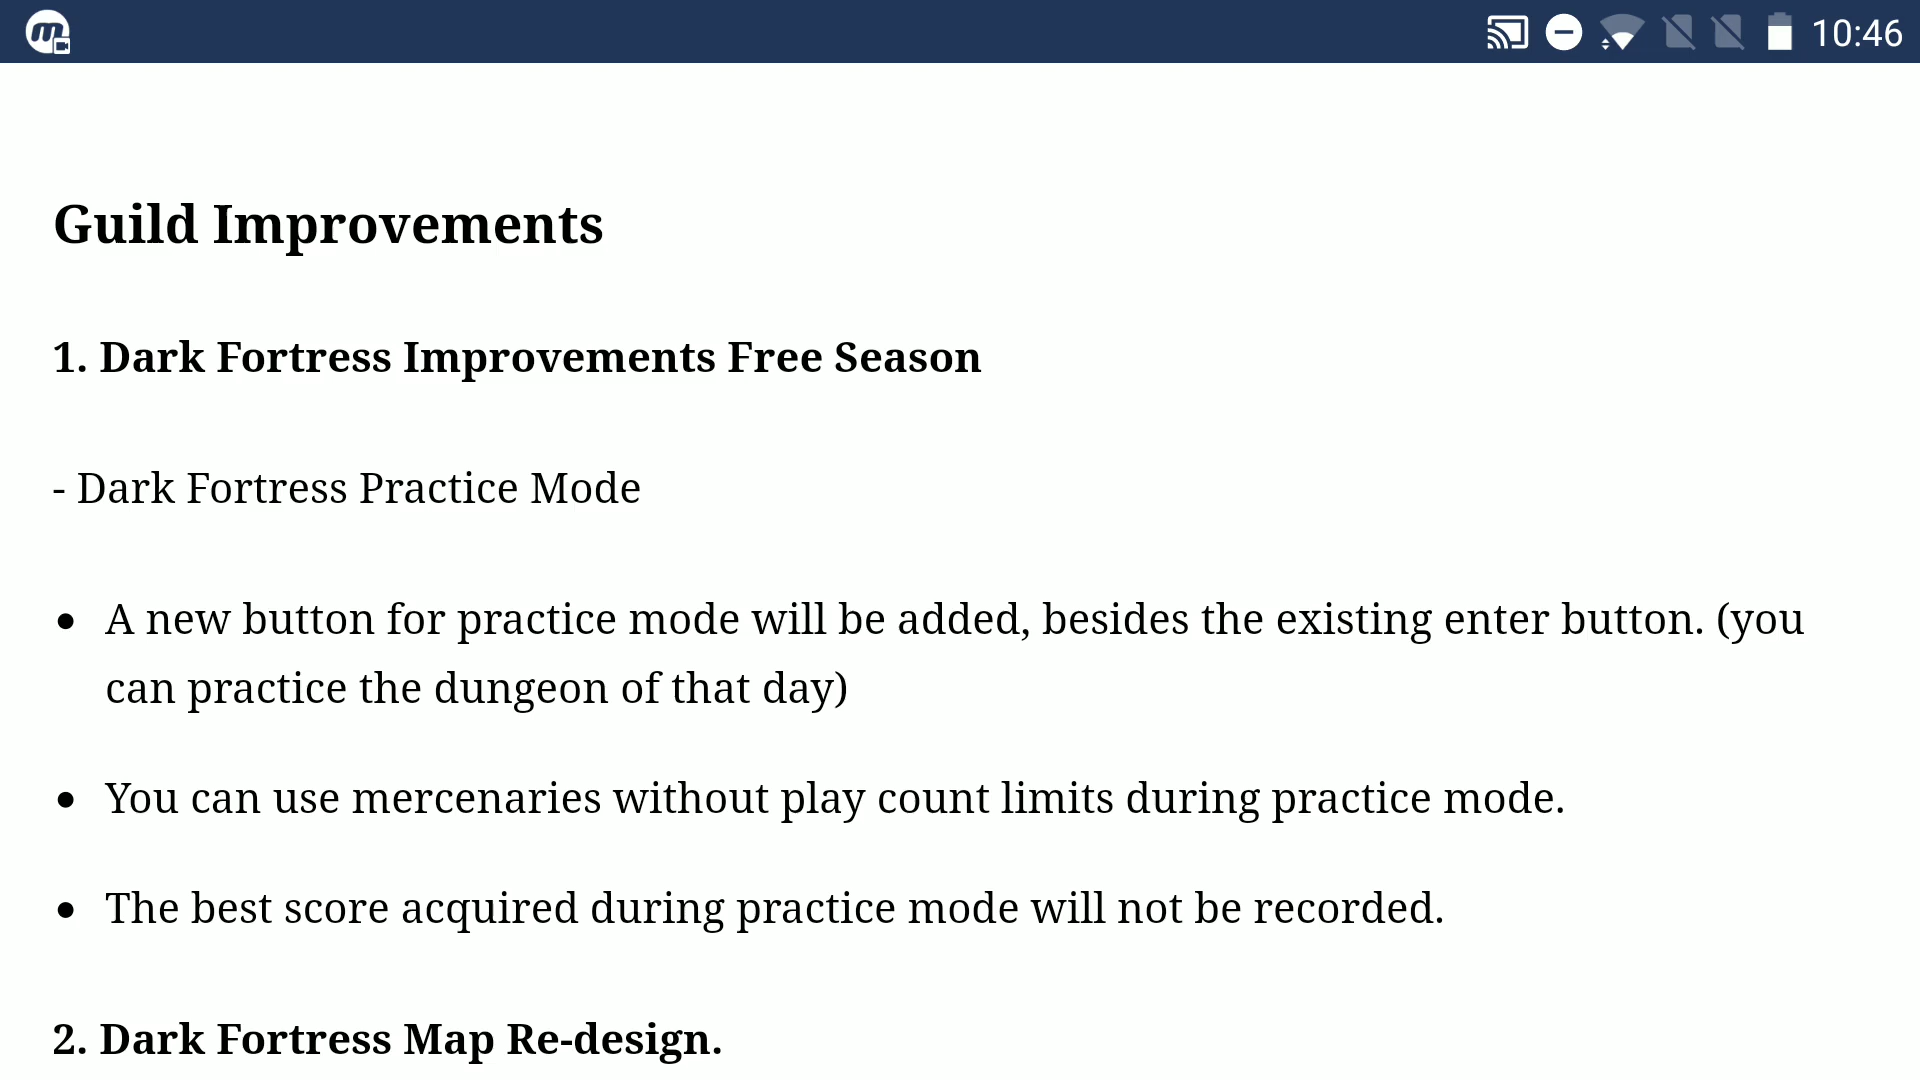 10:46
Guild Improvements
1. Dark Fortress Improvements Free Season
- Dark Fortress Practice Mode
• A new button for practice mode will be added, besides the existing enter button. (you
can practice the dungeon of that day)
• You can use mercenaries without play count limits during practice mode.
• The best score acquired during practice mode will not be recorded.
2. Dark Fortress Map Re-design.